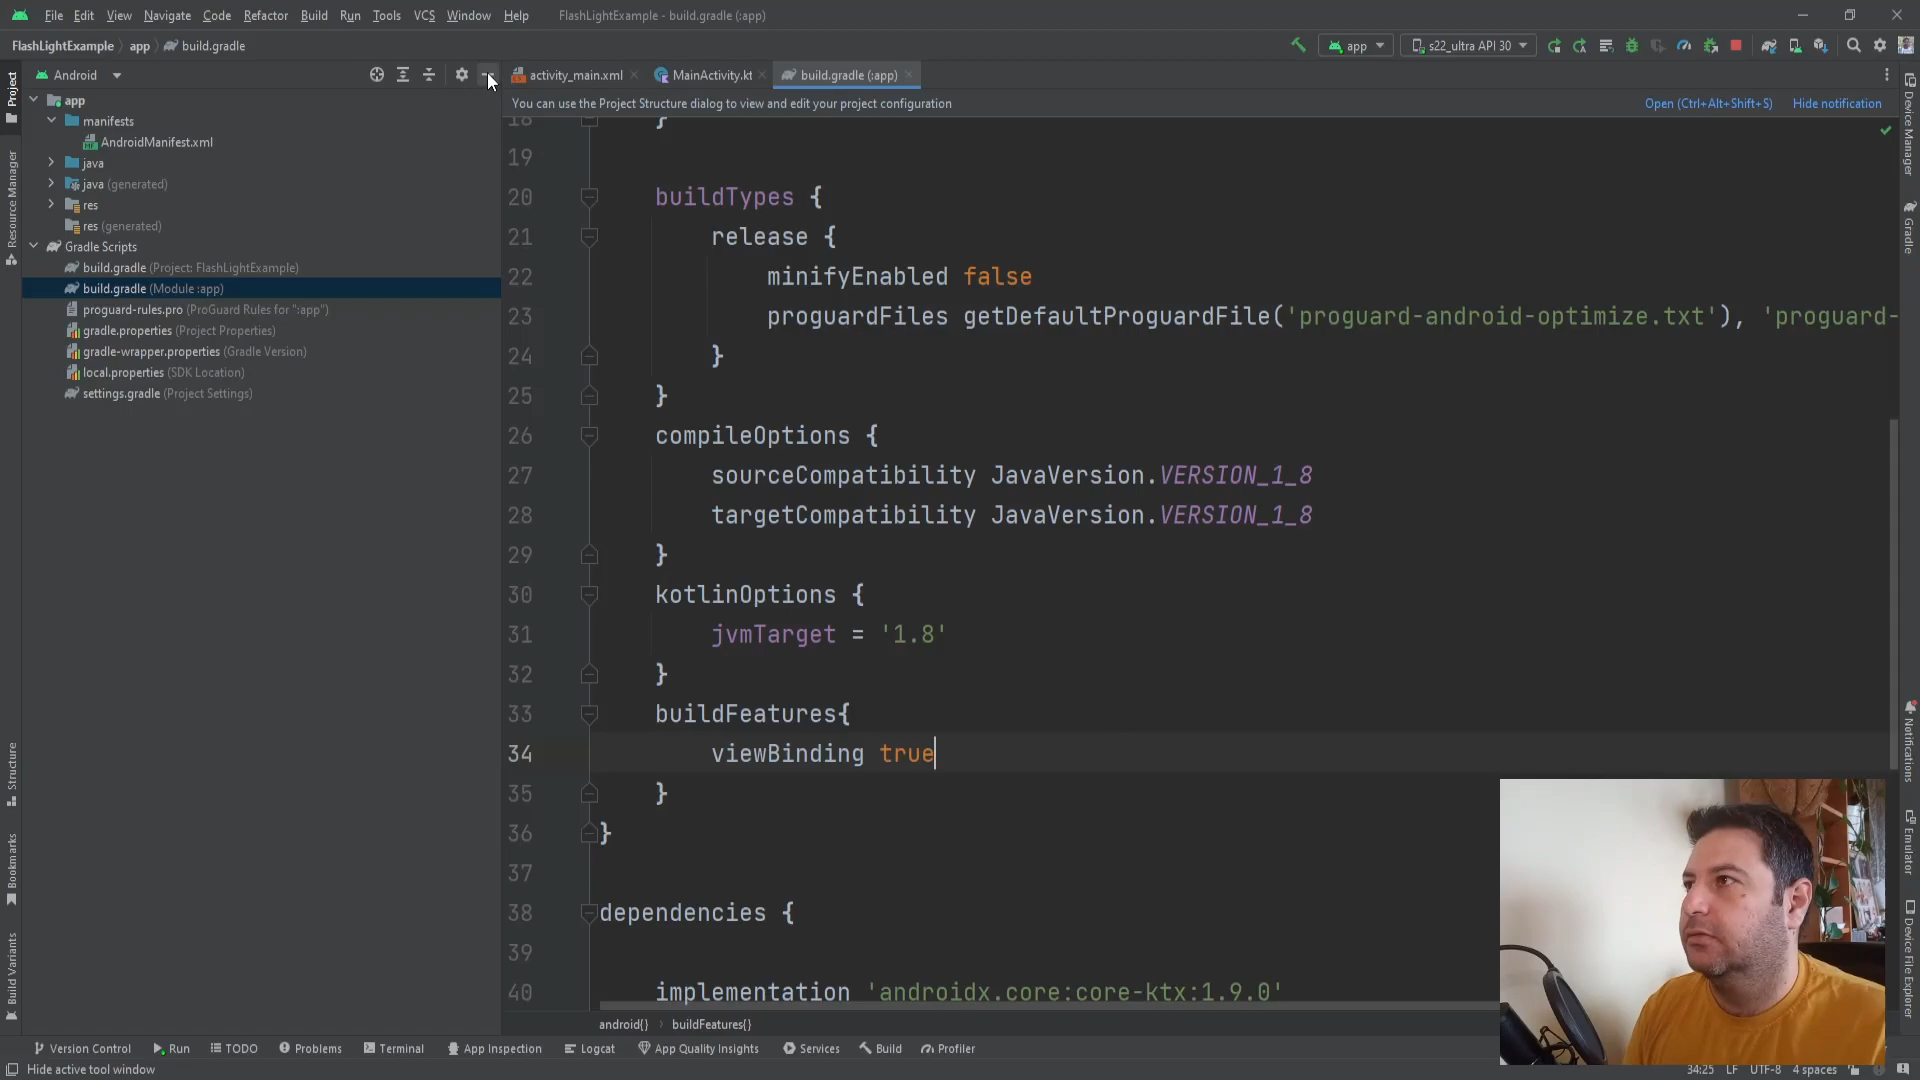 File Edit View Navigate Code Refactor Build Run Tools VCS Window Help FlashLightExample - build.gradle (:app)
FlashLightExample app build.gradle
app s22_ultra API 30
Android
activity_main.xml MainActivity.kt build.gradle (:app)
You can use the Project Structure dialog to view and edit your project configuration Open (Ctrl+Alt+Shift+S) Hide notification
app
manifests
AndroidManifest.xml
java
java (generated)
res
res (generated)
Gradle Scripts
build.gradle (Project: FlashLightExample)
build.gradle (Module :app)
proguard-rules.pro (ProGuard Rules for ":app")
gradle.properties (Project Properties)
gradle-wrapper.properties (Gradle Version)
local.properties (SDK Location)
settings.gradle (Project Settings)
18 }
19
20 buildTypes {
21 release {
22 minifyEnabled false
23 proguardFiles getDefaultProguardFile('proguard-android-optimize.txt'), 'proguard-
24 }
25 }
26 compileOptions {
27 sourceCompatibility JavaVersion.VERSION_1_8
28 targetCompatibility JavaVersion.VERSION_1_8
29 }
30 kotlinOptions {
31 jvmTarget = '1.8'
32 }
33 buildFeatures{
34 viewBinding true
35 }
36 }
37
38 dependencies {
39
40 implementation 'androidx.core:core-ktx:1.9.0'
android{} buildFeatures{}
Project
Resource Manager
Structure
Bookmarks
Build Variants
Device Manager
Gradle
Notifications
Emulator
Device File Explorer
Version Control Run TODO Problems Terminal App Inspection Logcat App Quality Insights Services Build Profiler
Hide active tool window 34:25 LF UTF-8 4 spaces